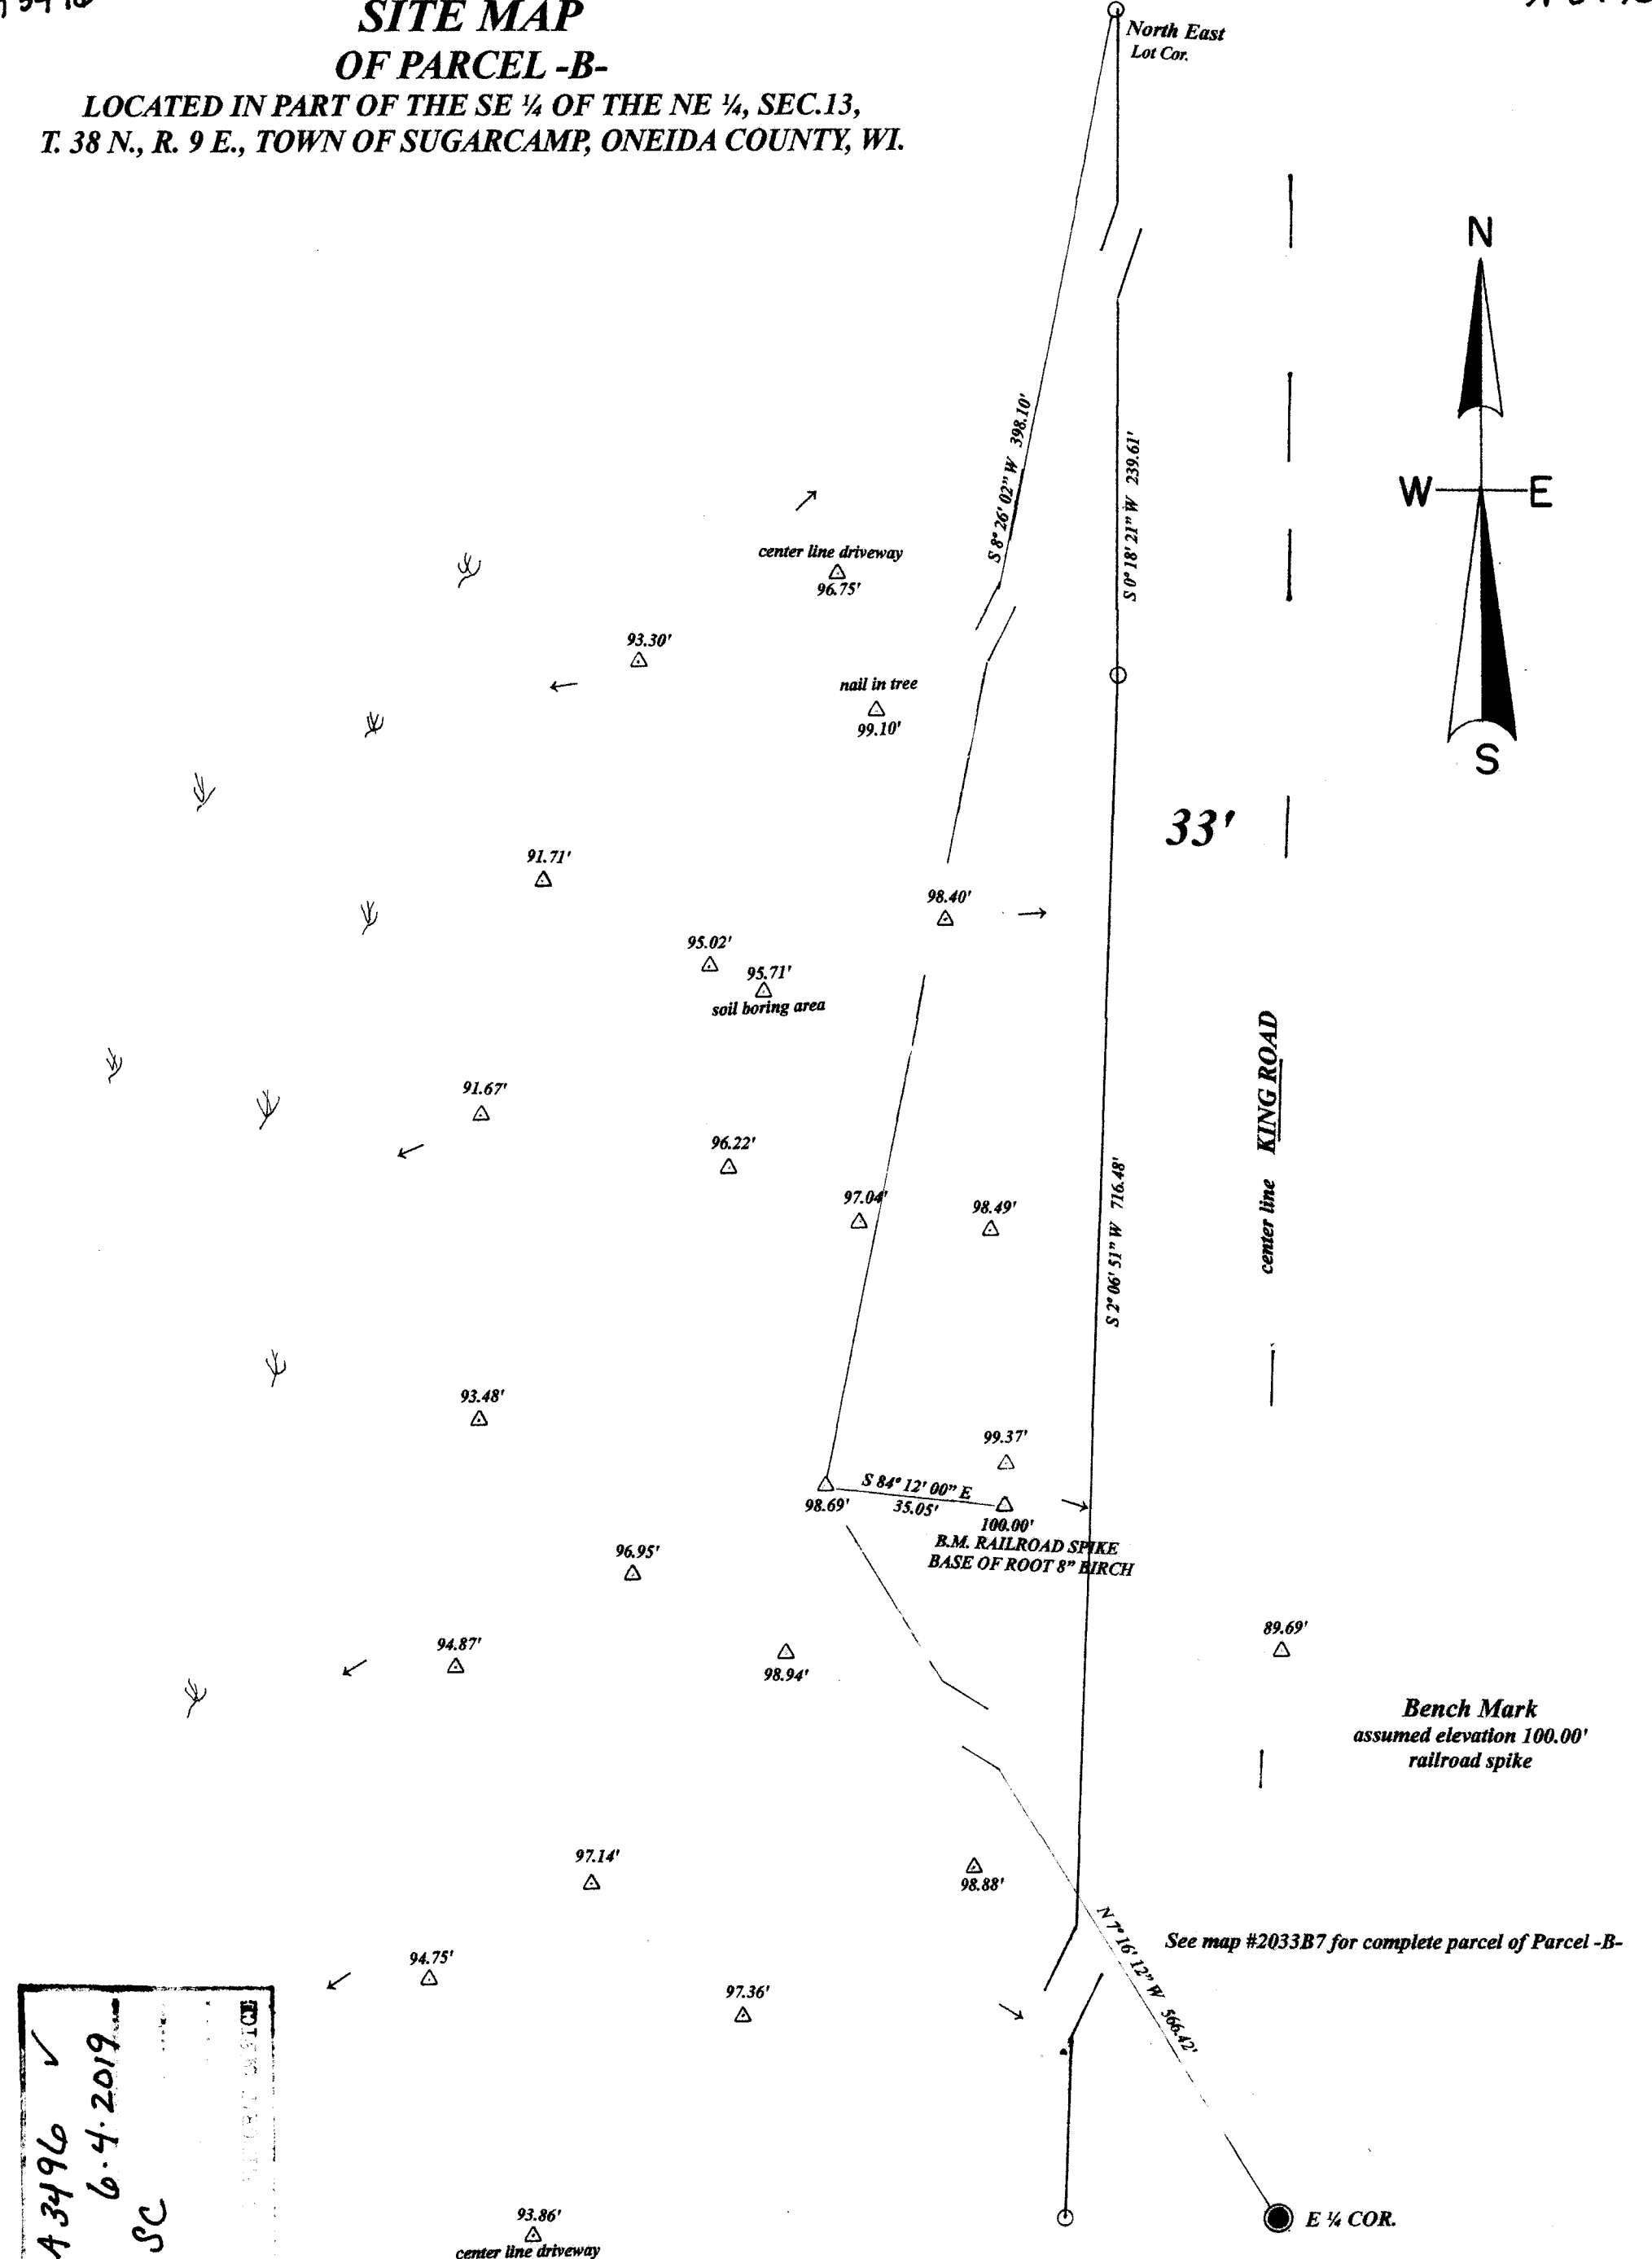 SITE MAP
OF PARCEL -B-
LOCATED IN PART OF THE SE ¼ OF THE NE ¼, SEC.13,
T. 38 N., R. 9 E., TOWN OF SUGARCAMP, ONEIDA COUNTY, WI.
North East
Lot Cor.
N
W E
S
S 8° 26' 02" W 398.10'
S 0° 18' 21" W 239.61'
center line driveway
96.75'
93.30'
nail in tree
99.10'
33'
91.71'
98.40'
95.02'
95.71'
soil boring area
center line KING ROAD
91.67'
96.22'
97.04'
98.49'
S 2° 06' 51" W 716.48'
93.48'
99.37'
S 84° 12' 00" E
35.05'
98.69'
100.00'
B.M. RAILROAD SPIKE
BASE OF ROOT 8" BIRCH
96.95'
94.87'
98.94'
89.69'
Bench Mark
assumed elevation 100.00'
railroad spike
97.14'
98.88'
N 7° 16' 12" W 566.42'
See map #2033B7 for complete parcel of Parcel -B-
94.75'
97.36'
A3496 ✓
6.4.2019
SC
93.86'
center line driveway
E ¼ COR.